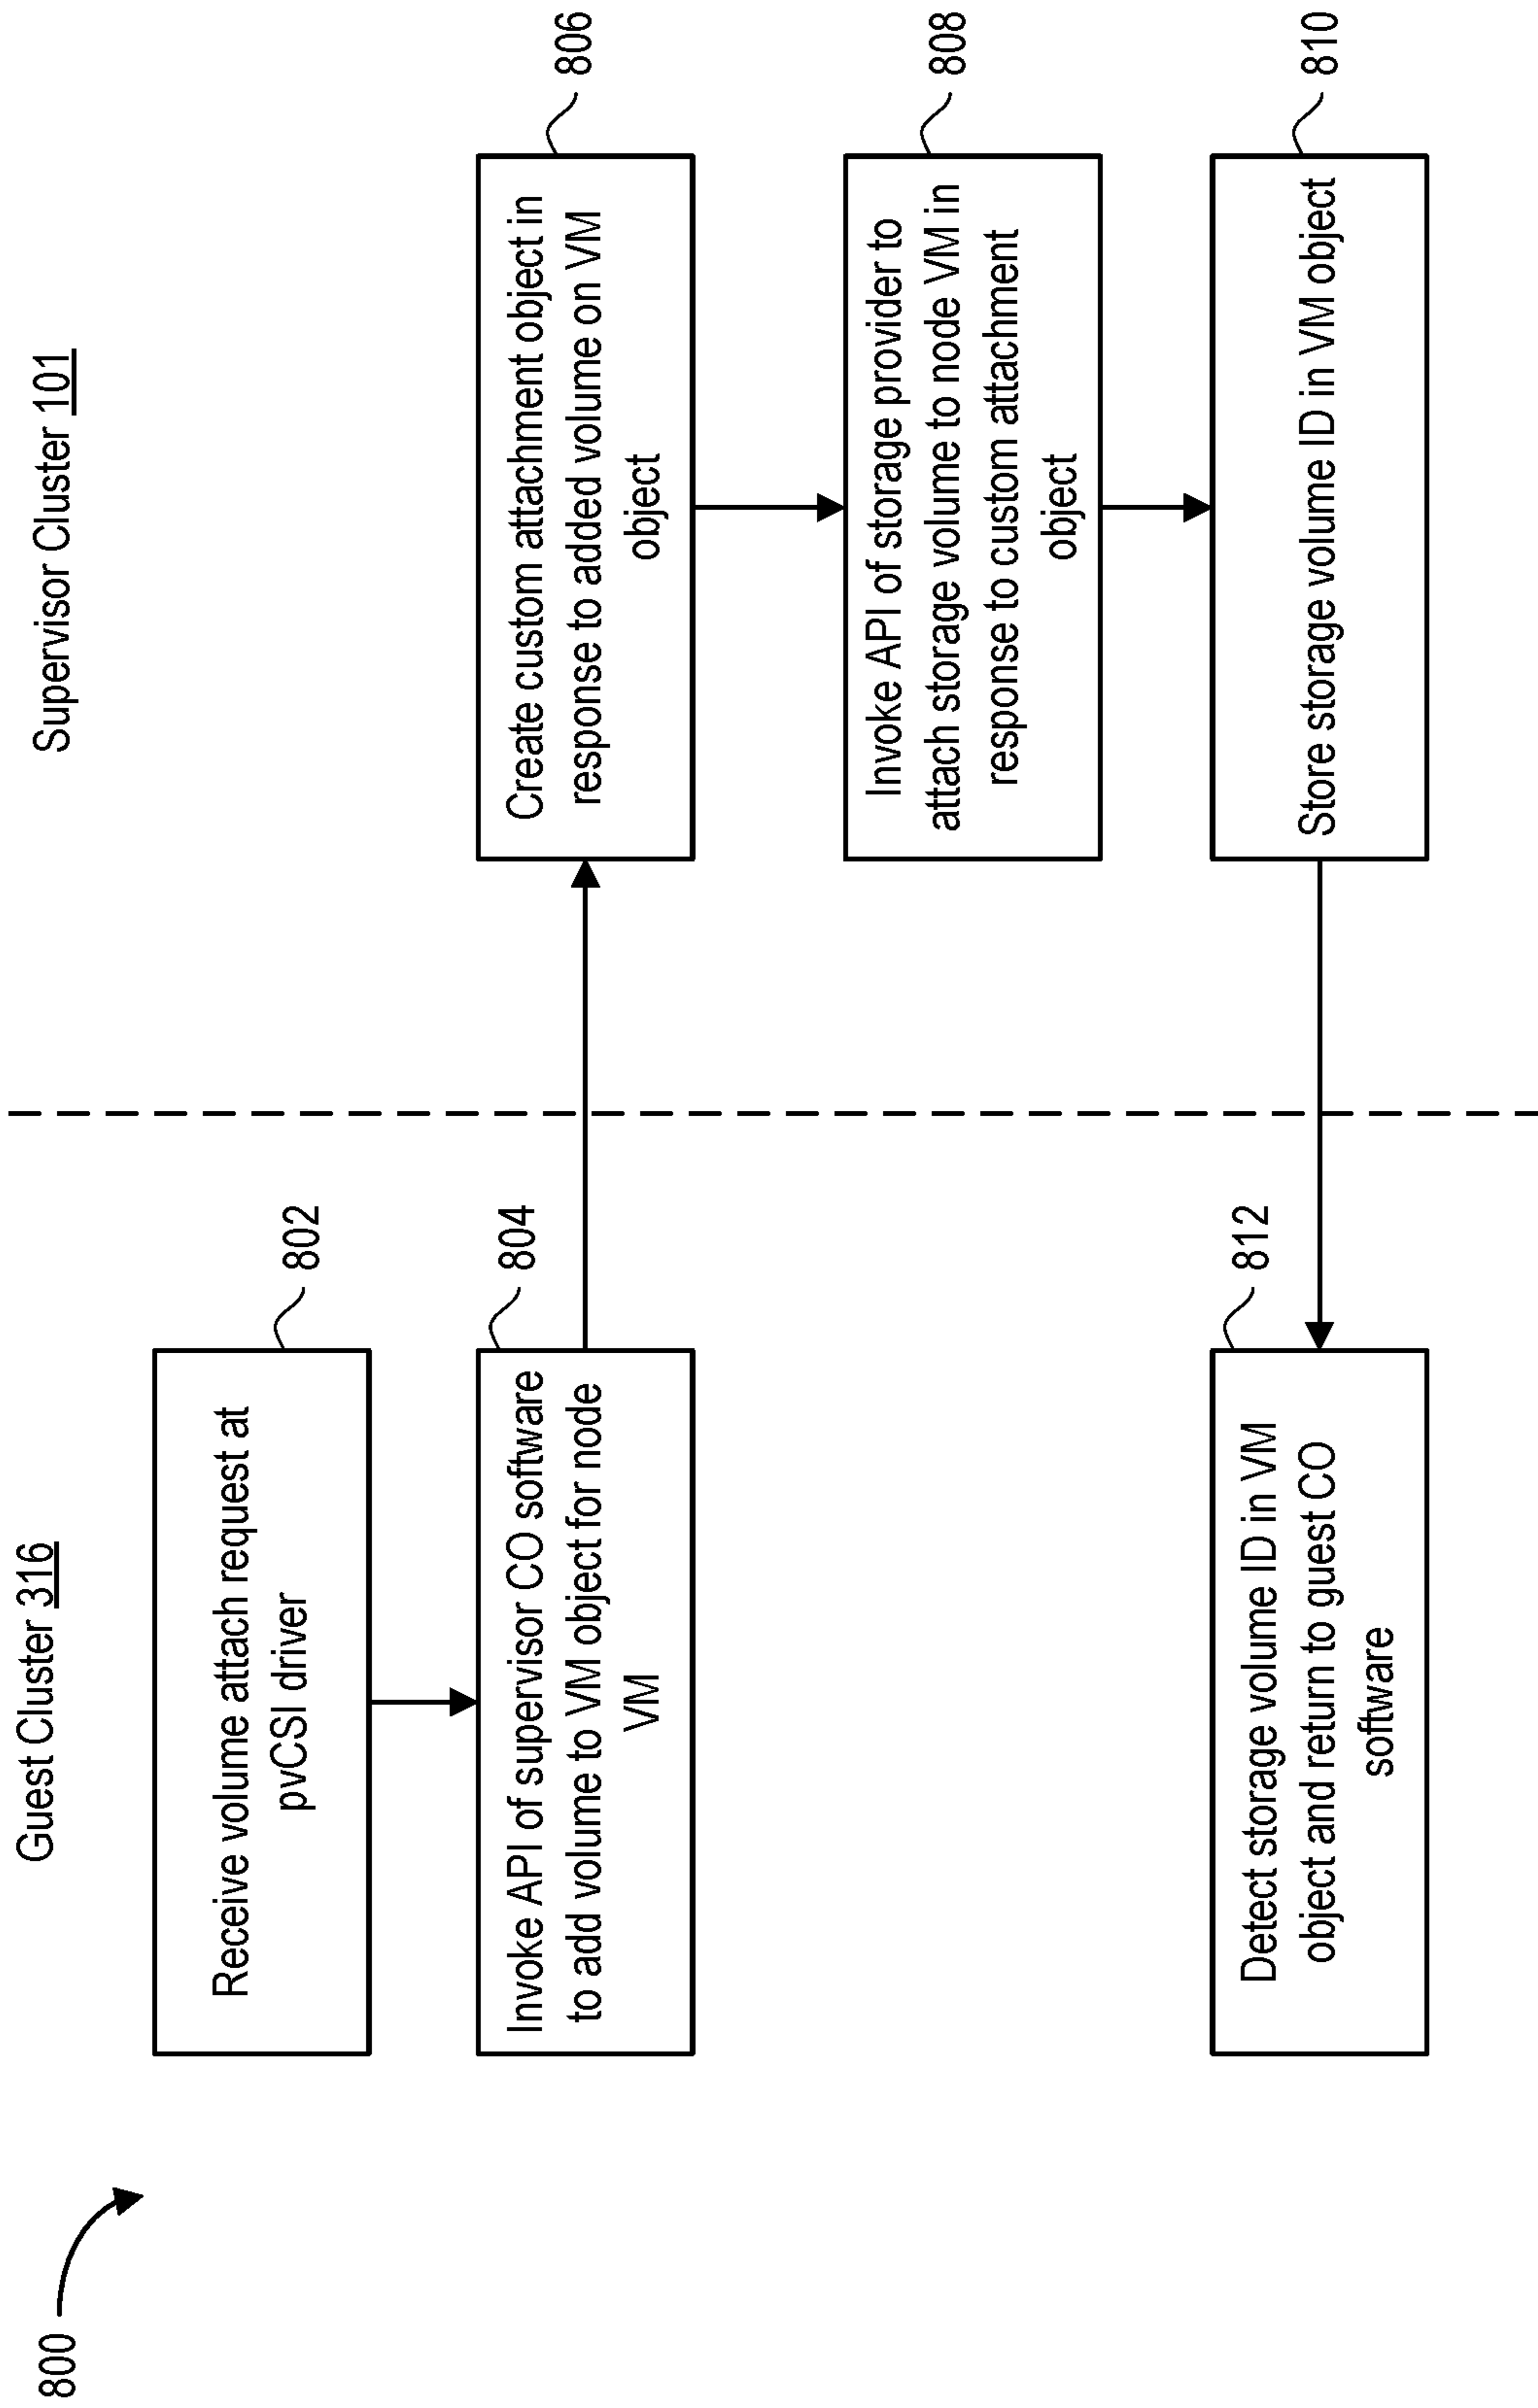 800
Guest Cluster 316
Supervisor Cluster 101
Receive volume attach request at
pvCSI driver
802
Invoke API of supervisor CO software
to add volume to VM object for node
VM
804
Create custom attachment object in
response to added volume on VM
object
806
Invoke API of storage provider to
attach storage volume to node VM in
response to custom attachment
object
808
Store storage volume ID in VM object
810
Detect storage volume ID in VM
object and return to guest CO
software
812